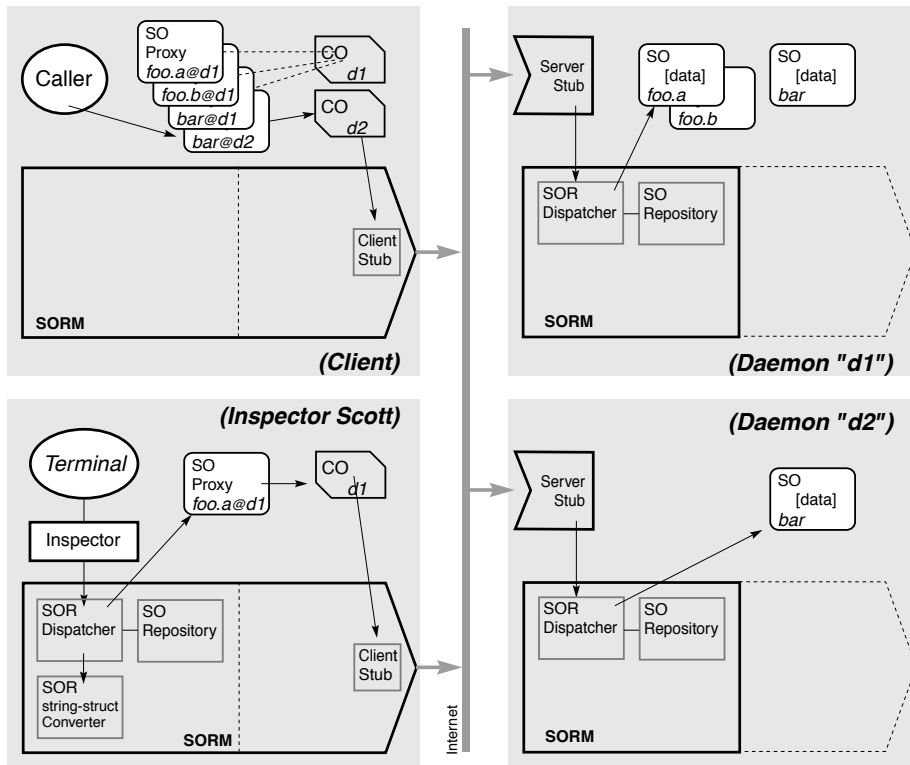 Caller
SO
Proxy
foo.a@d1
foo.b@d1
bar@d1
bar@d2
CO
d1
CO
d2
Client
Stub
SORM
(Client)
Server
Stub
SO
[data]
foo.a
foo.b
SO
[data]
bar
SOR
Dispatcher
SO
Repository
SORM
(Daemon "d1")
(Inspector Scott)
Terminal
Inspector
SO
Proxy
foo.a@d1
CO
d1
SOR
Dispatcher
SO
Repository
SOR
string-struct
Converter
Client
Stub
SORM
Internet
(Daemon "d2")
Server
Stub
SO
[data]
bar
SOR
Dispatcher
SO
Repository
SORM